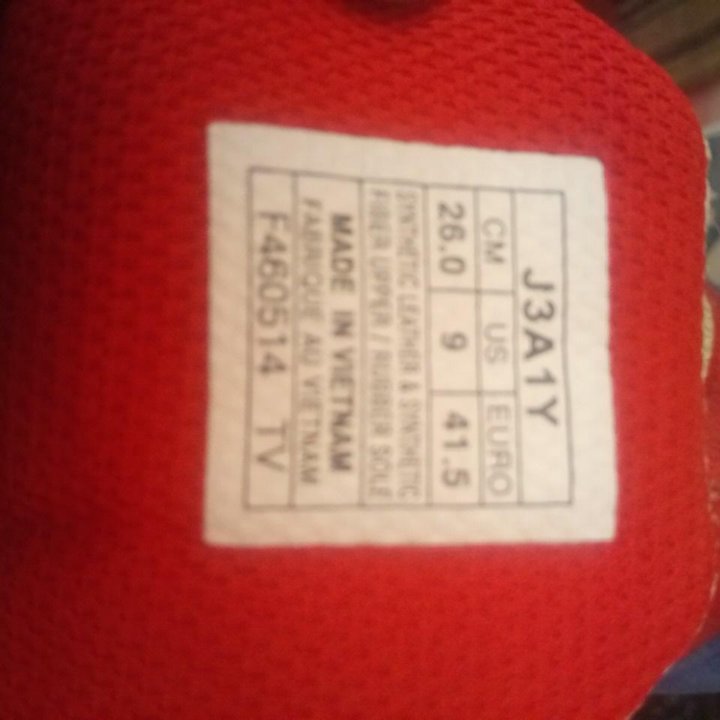 J3A1Y
CM US EURO
26.0 9 41.5
SYNTHETIC LEATHER & SYNTHETIC
FIBER UPPER / RUBBER SOLE
MADE IN VIETNAM
FABRIQUE AU VIETNAM
F460514 TV